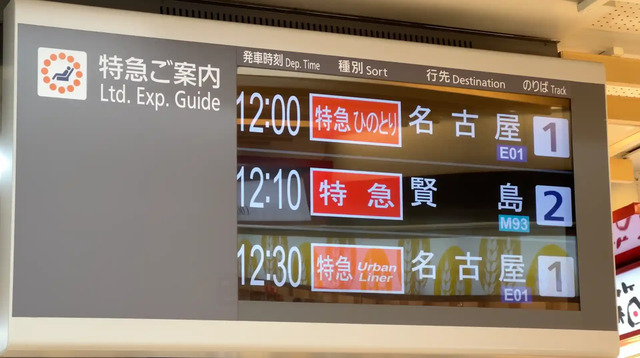 特急ご案内
Ltd. Exp. Guide
発車時刻 Dep. Time 種別 Sort 行先 Destination のりば Track
12:00 特急ひのとり 名古屋 E01 1
12:10 特急 賢島 M93 2
12:30 特急 Urban Liner 名古屋 E01 1